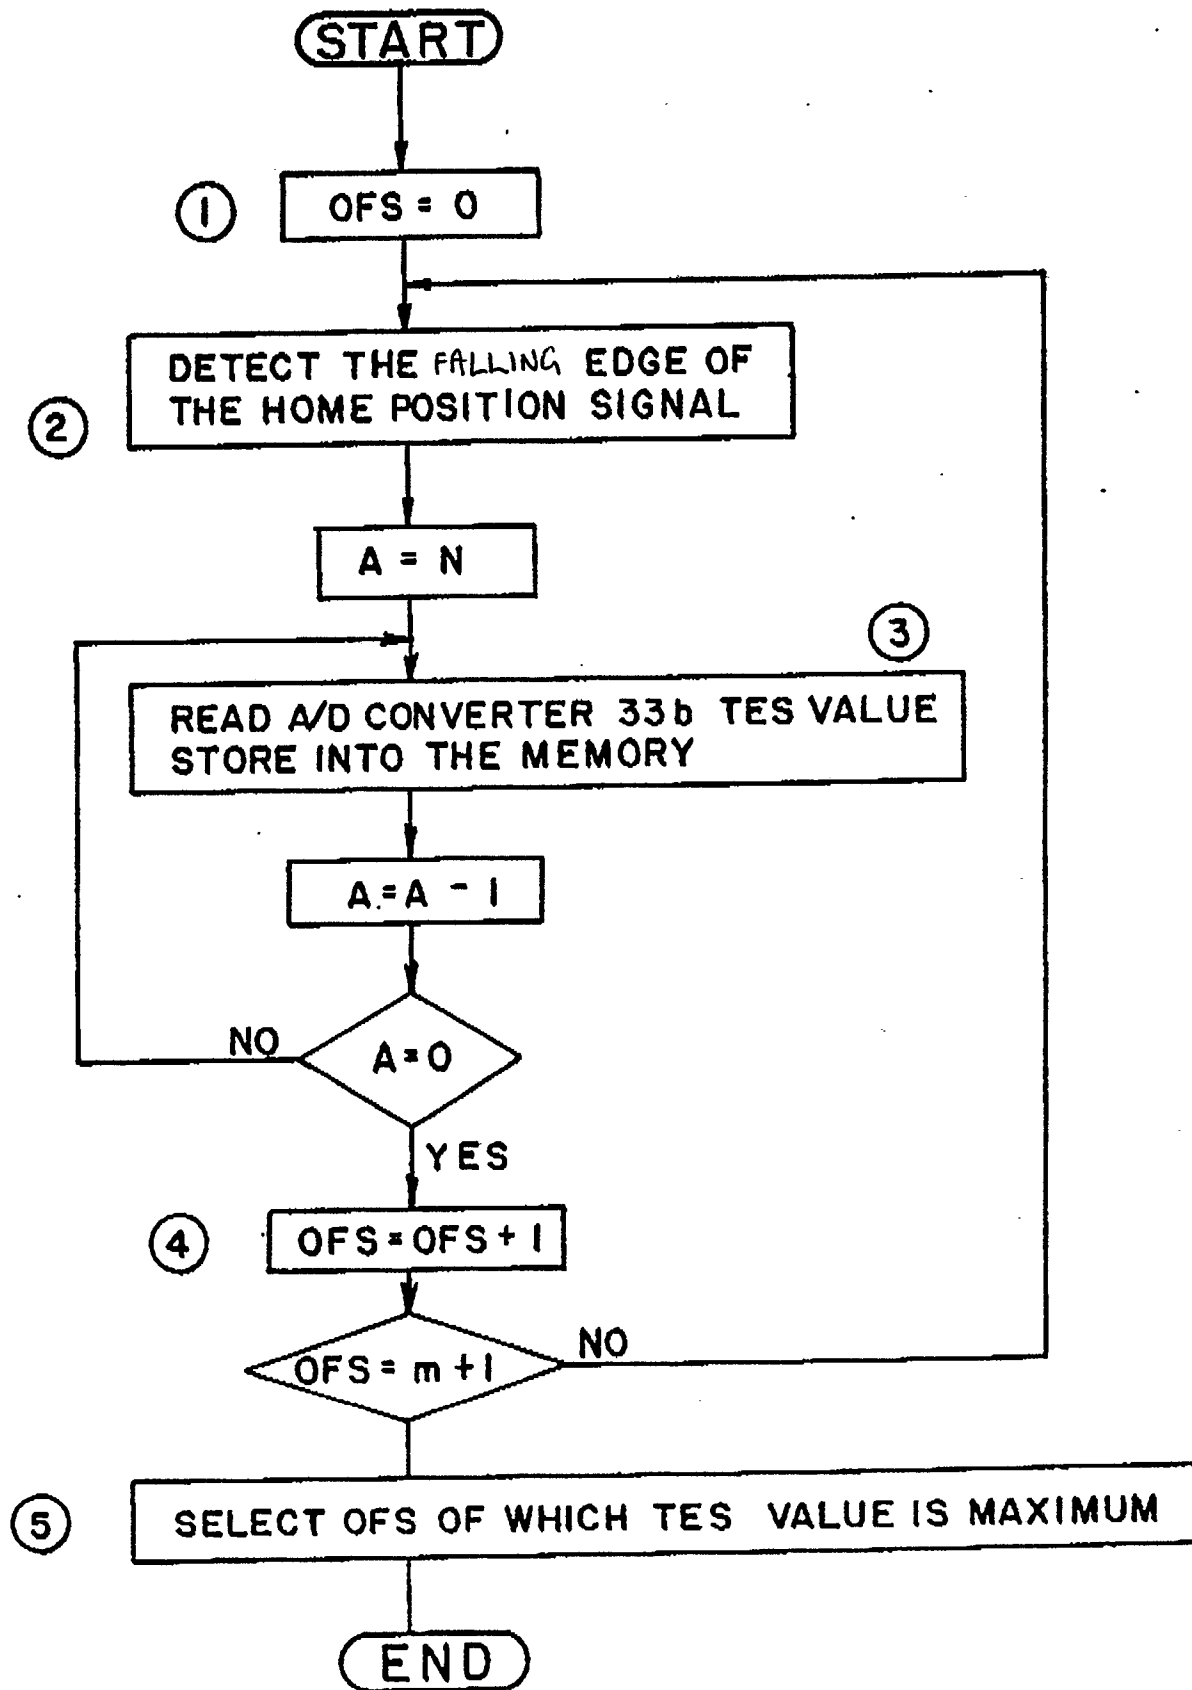 START
1
OFS = 0
DETECT THE FALLING EDGE OF
THE HOME POSITION SIGNAL
2
A = N
3
READ A/D CONVERTER 33b TES VALUE
STORE INTO THE MEMORY
A = A - 1
NO
A = 0
YES
4
OFS = OFS + 1
NO
OFS = m + 1
5
SELECT OFS OF WHICH TES VALUE IS MAXIMUM
END